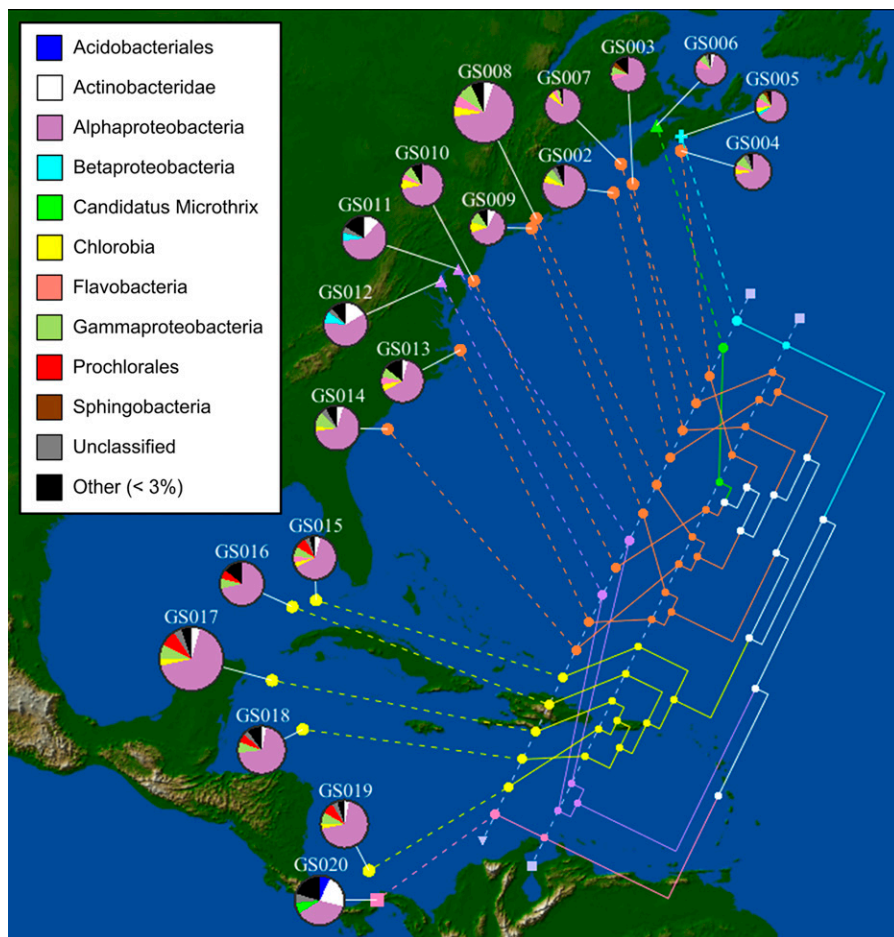 Acidobacteriales
Actinobacteridae
Alphaproteobacteria
Betaproteobacteria
Candidatus Microthrix
Chlorobia
Flavobacteria
Gammaproteobacteria
Prochlorales
Sphingobacteria
Unclassified
Other (< 3%)
GS003
GS006
GS008
GS007
GS005
GS010
GS002
GS004
GS009
GS011
GS012
GS013
GS014
GS015
GS016
GS017
GS018
GS019
GS020